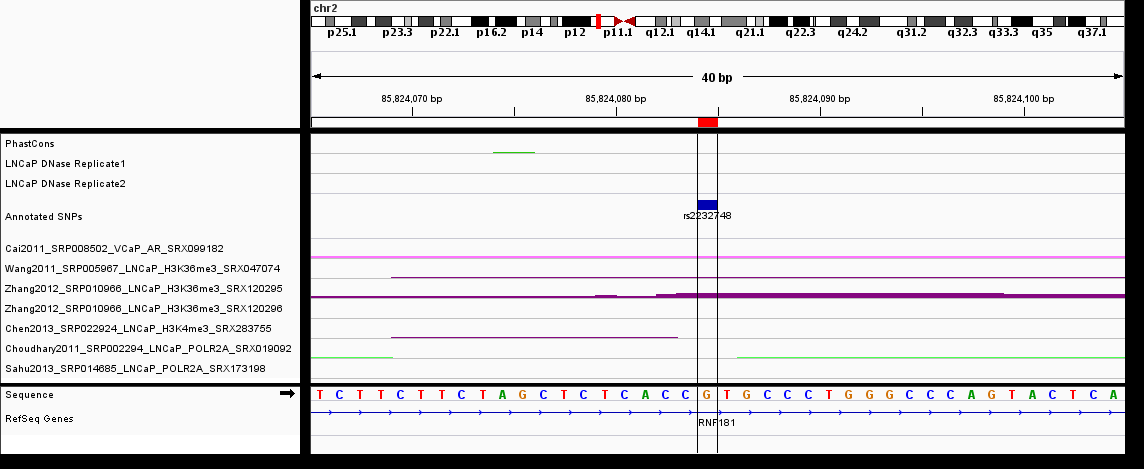 chr2
p25.1 p23.3 p22.1 p16.2 p14 p12 p11.1 q12.1 q14.1 q21.1 q22.3 q24.2 q31.2 q32.3 q33.3 q35 q37.1
40 bp
85,824,070 bp 85,824,080 bp 85,824,090 bp 85,824,100 bp
PhastCons
LNCaP DNase Replicate1
LNCaP DNase Replicate2
Annotated SNPs
rs2232748
Cai2011_SRP008502_VCaP_AR_SRX099182
Wang2011_SRP005967_LNCaP_H3K36me3_SRX047074
Zhang2012_SRP010966_LNCaP_H3K36me3_SRX120295
Zhang2012_SRP010966_LNCaP_H3K36me3_SRX120296
Chen2013_SRP022924_LNCaP_H3K4me3_SRX283755
Choudhary2011_SRP002294_LNCaP_POLR2A_SRX019092
Sahu2013_SRP014685_LNCaP_POLR2A_SRX173198
Sequence T C T T C T T C T A G C T C T C A C C G T G C C C T G G G C C C A G T A C T C A
RefSeq Genes
RNF181